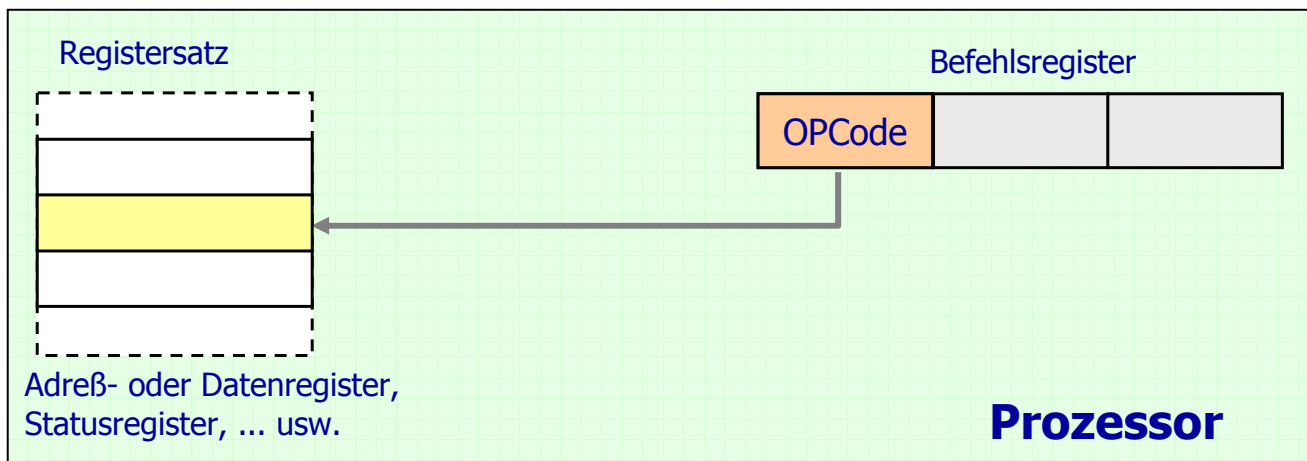 Registersatz
Befehlsregister
OPCode
Adreß- oder Datenregister,
Statusregister, ... usw.
Prozessor